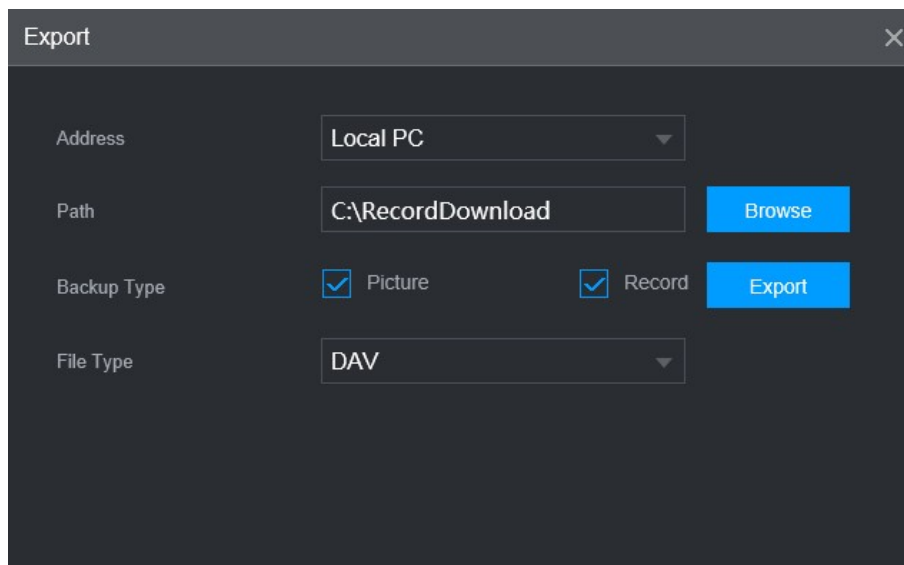 Export
Address Local PC
Path C:\RecordDownload Browse
Backup Type Picture Record Export
File Type DAV